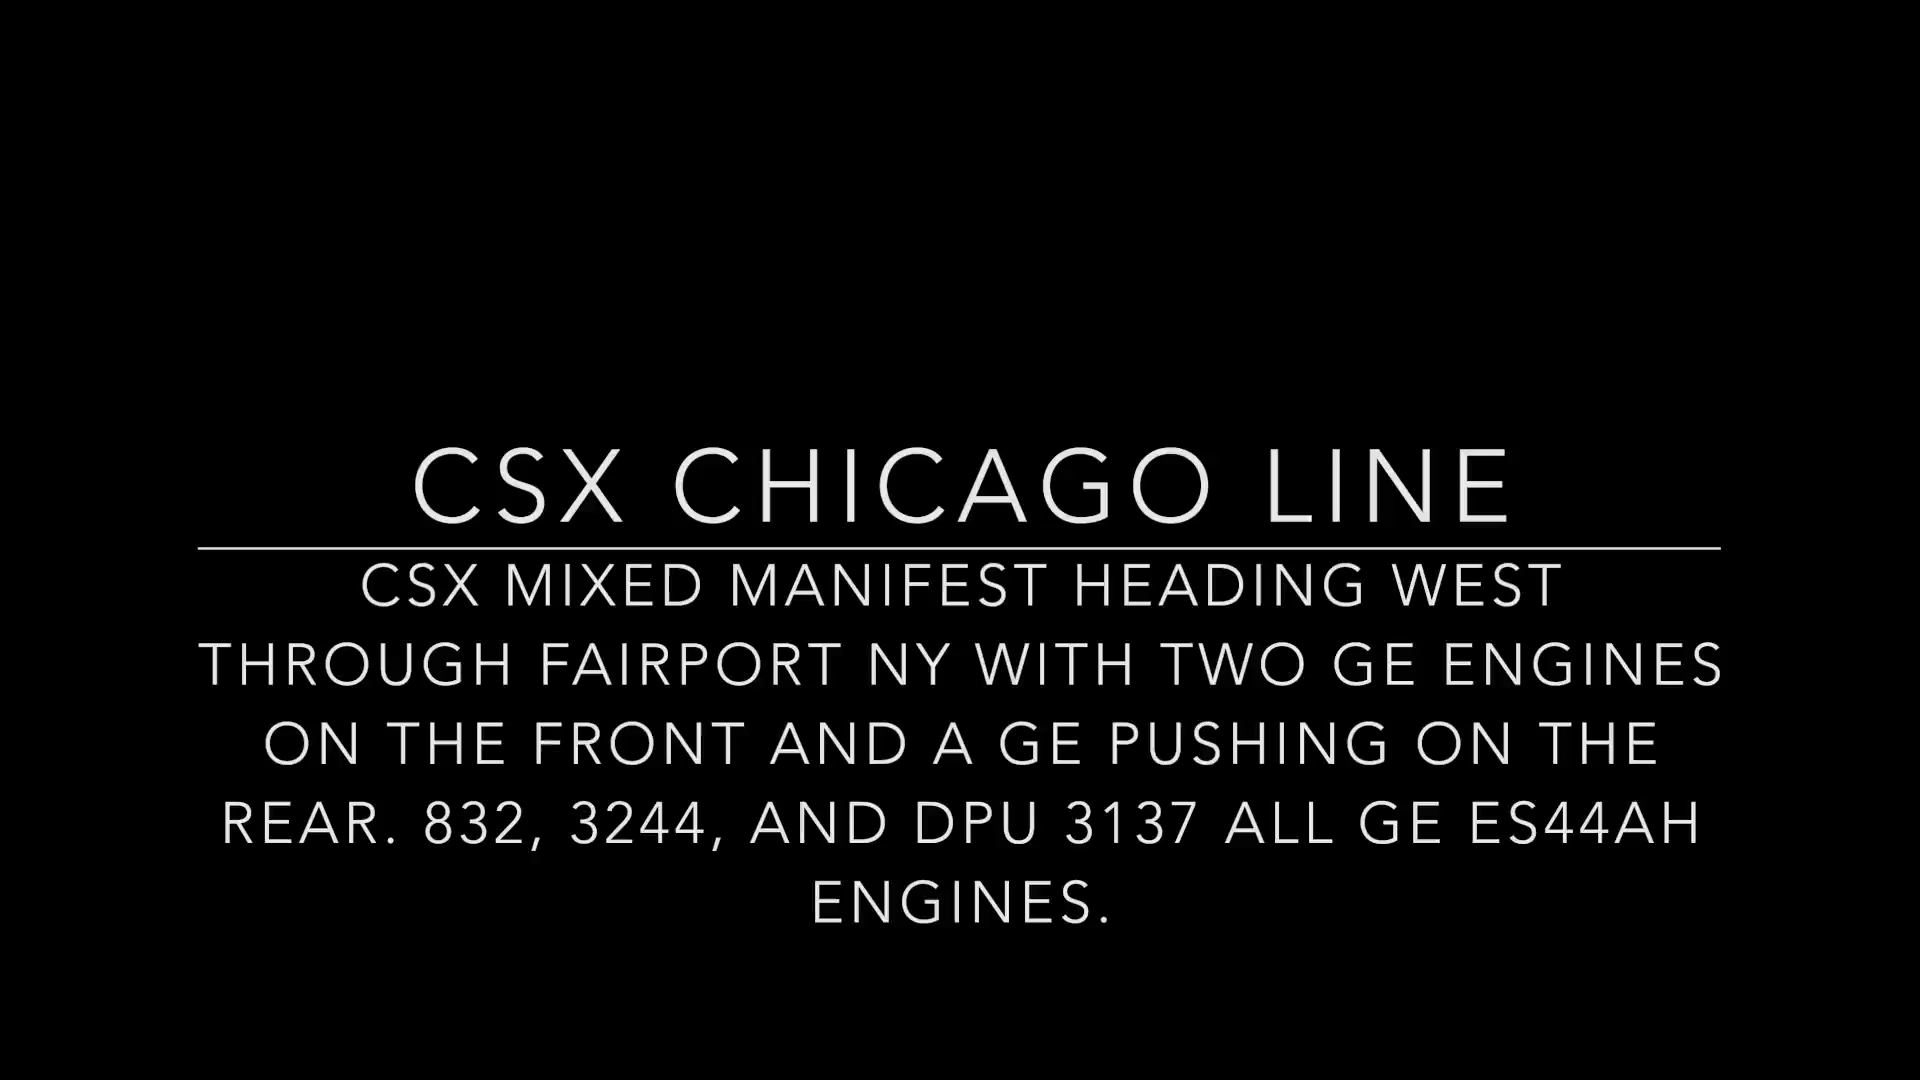 CSX CHICAGO LINE
CSX MIXED MANIFEST HEADING WEST
THROUGH FAIRPORT NY WITH TWO GE ENGINES
ON THE FRONT AND A GE PUSHING ON THE
REAR. 832, 3244, AND DPU 3137 ALL GE ES44AH
ENGINES.